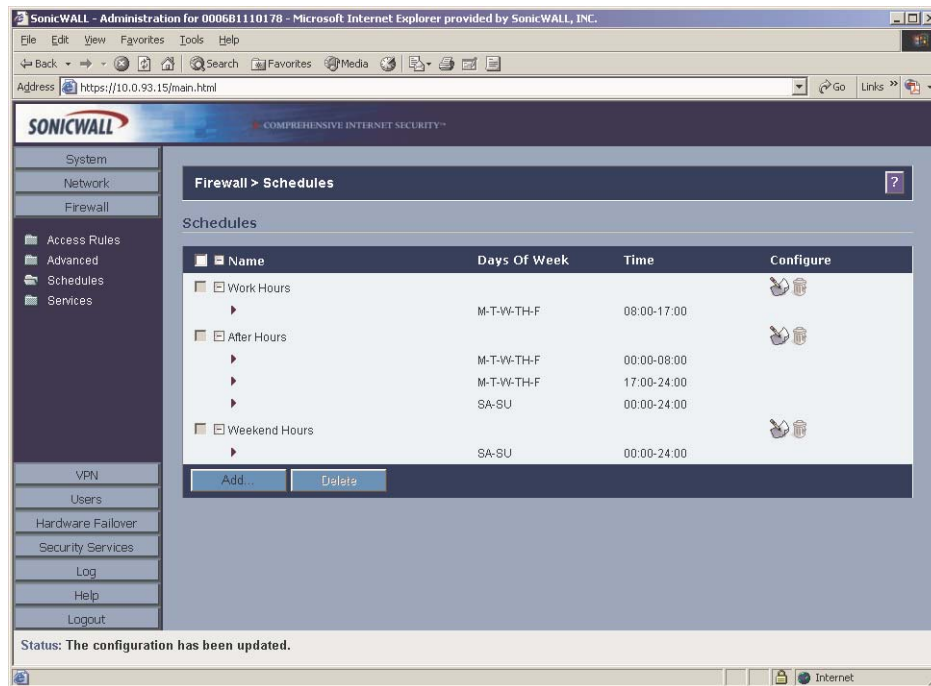 SonicWALL - Administration for 0006B1110178 - Microsoft Internet Explorer provided by SonicWALL, INC.
File Edit View Favorites Tools Help
Back Search Favorites Media
Address https://10.0.93.15/main.html Go Links »
SONICWALL COMPREHENSIVE INTERNET SECURITY™
System
Network
Firewall
Access Rules
Advanced
Schedules
Services
VPN
Users
Hardware Failover
Security Services
Log
Help
Logout
Firewall > Schedules ?
Schedules
Name Days Of Week Time Configure
Work Hours
M-T-W-TH-F 08:00-17:00
After Hours
M-T-W-TH-F 00:00-08:00
M-T-W-TH-F 17:00-24:00
SA-SU 00:00-24:00
Weekend Hours
SA-SU 00:00-24:00
Add... Delete
Status: The configuration has been updated.
Internet